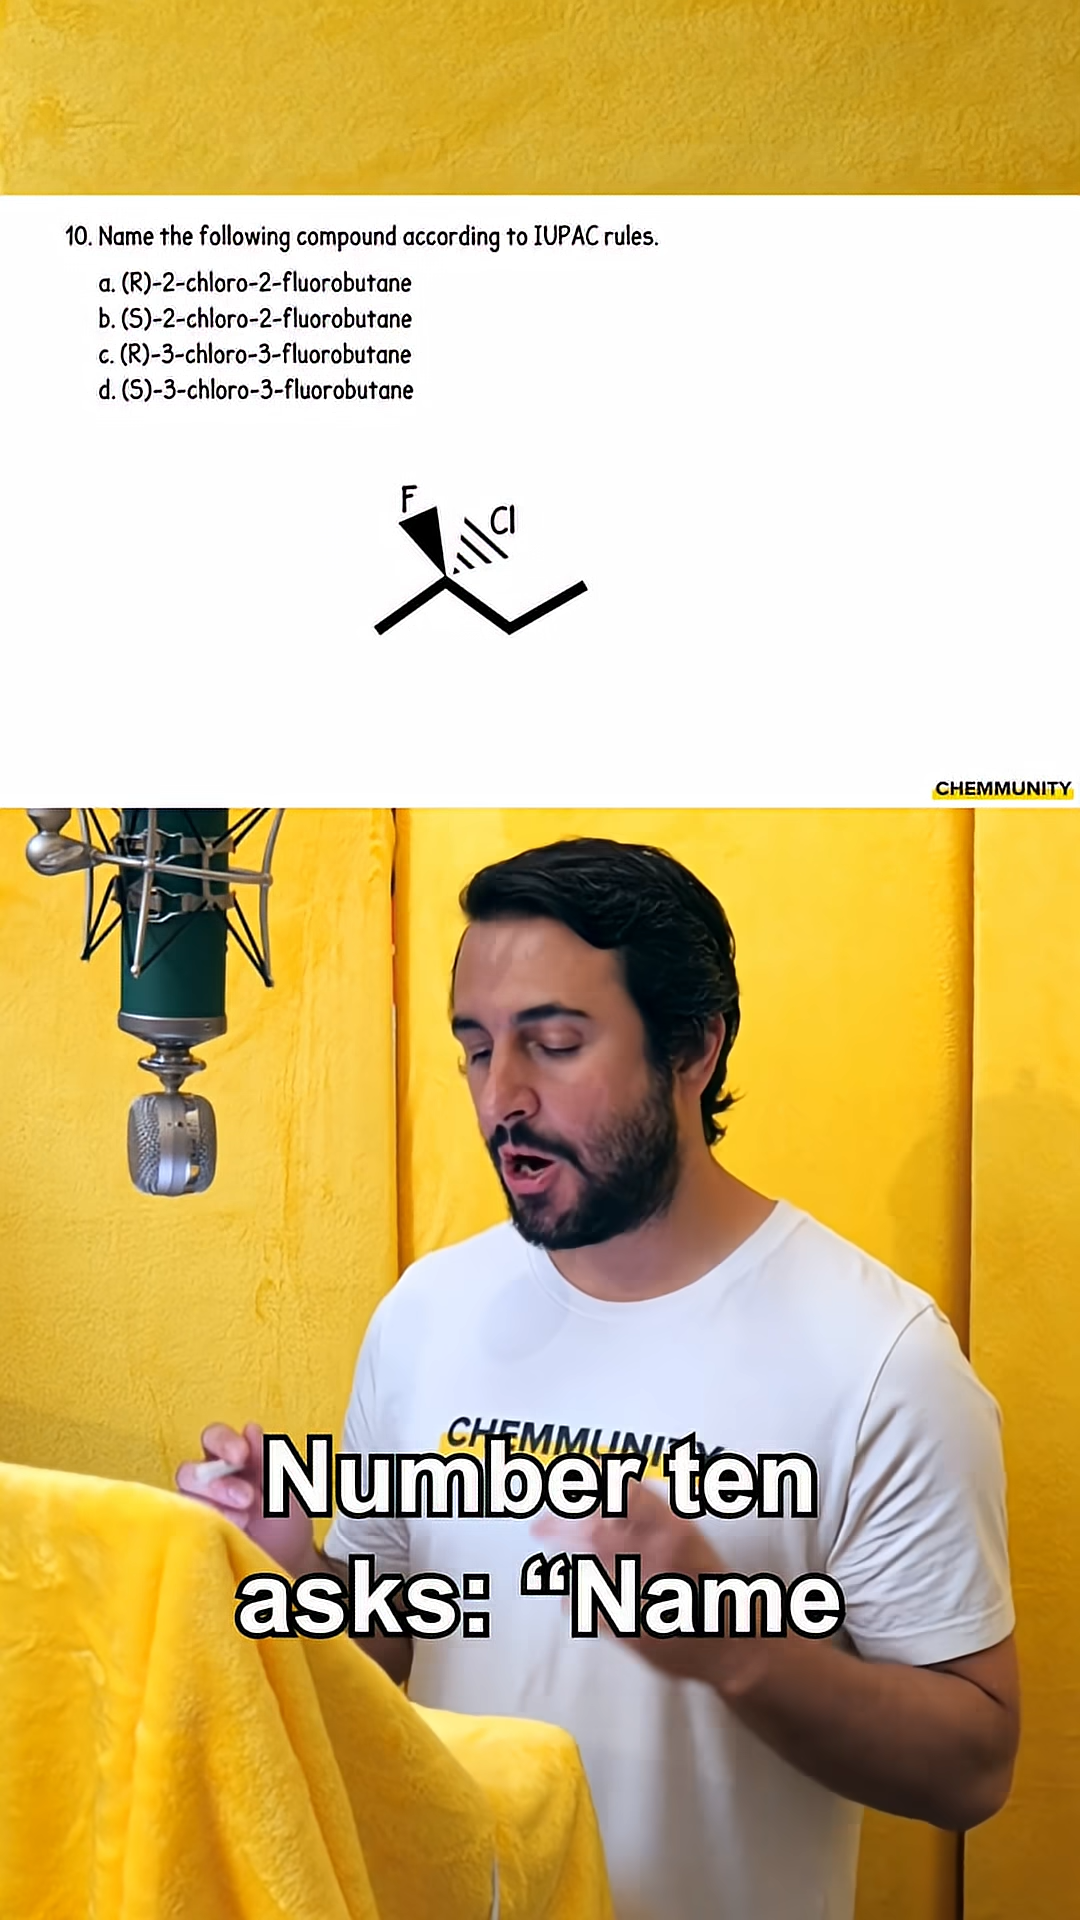 10. Name the following compound according to IUPAC rules.
a. (R)-2-chloro-2-fluorobutane
b. (S)-2-chloro-2-fluorobutane
c. (R)-3-chloro-3-fluorobutane
d. (S)-3-chloro-3-fluorobutane
F
Cl
CHEMMUNITY
CHEMMUNITY
Number ten
asks: “Name